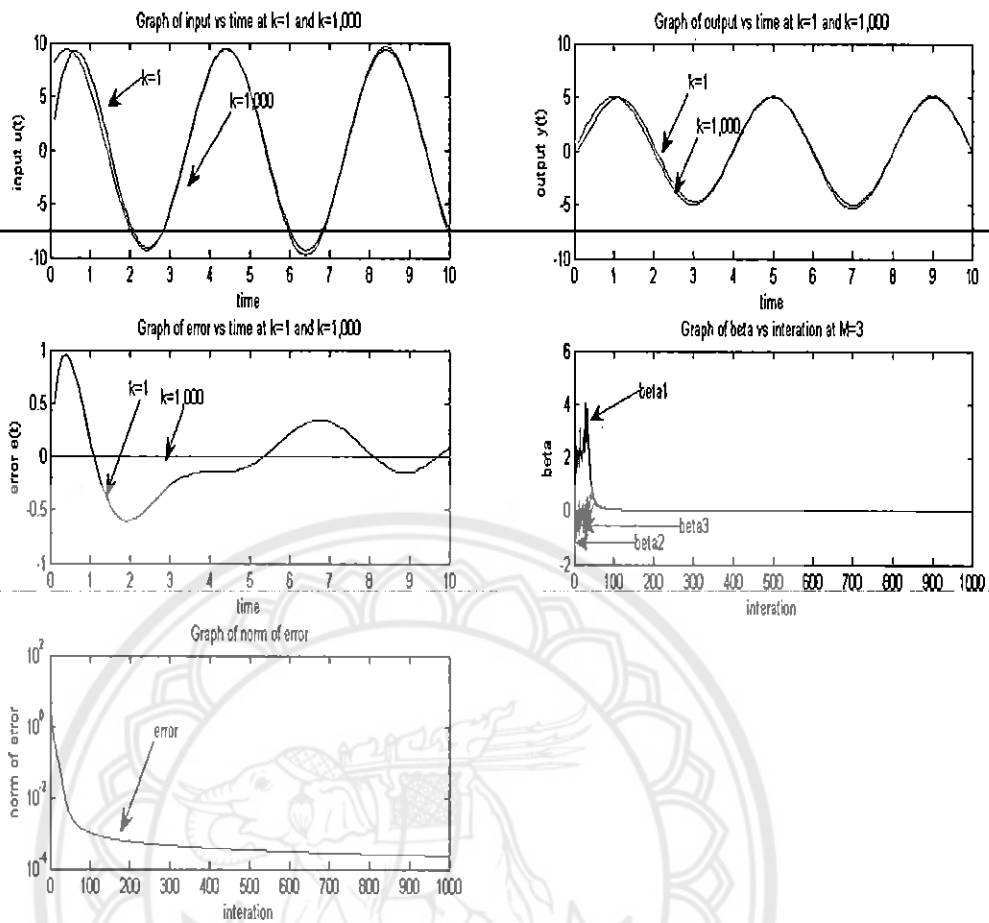 Graph of input vs time at k=1 and k=1,000
10
5
0
-5
-10
input u(t)
k=1
k=1,000
0 1 2 3 4 5 6 7 8 9 10
time
Graph of output vs time at k=1 and k=1,000
10
5
0
-5
-10
output y(t)
k=1
k=1,000
0 1 2 3 4 5 6 7 8 9 10
time
Graph of error vs time at k=1 and k=1,000
1
0.5
0
-0.5
-1
error e(t)
k=1
k=1,000
0 1 2 3 4 5 6 7 8 9 10
time
Graph of beta vs interation at M=3
6
4
2
0
-2
beta
beta1
beta3
beta2
0 100 200 300 400 500 600 700 800 900 1000
interation
Graph of norm of error
10^2
10^0
10^-2
10^-4
norm of error
error
0 100 200 300 400 500 600 700 800 900 1000
interation